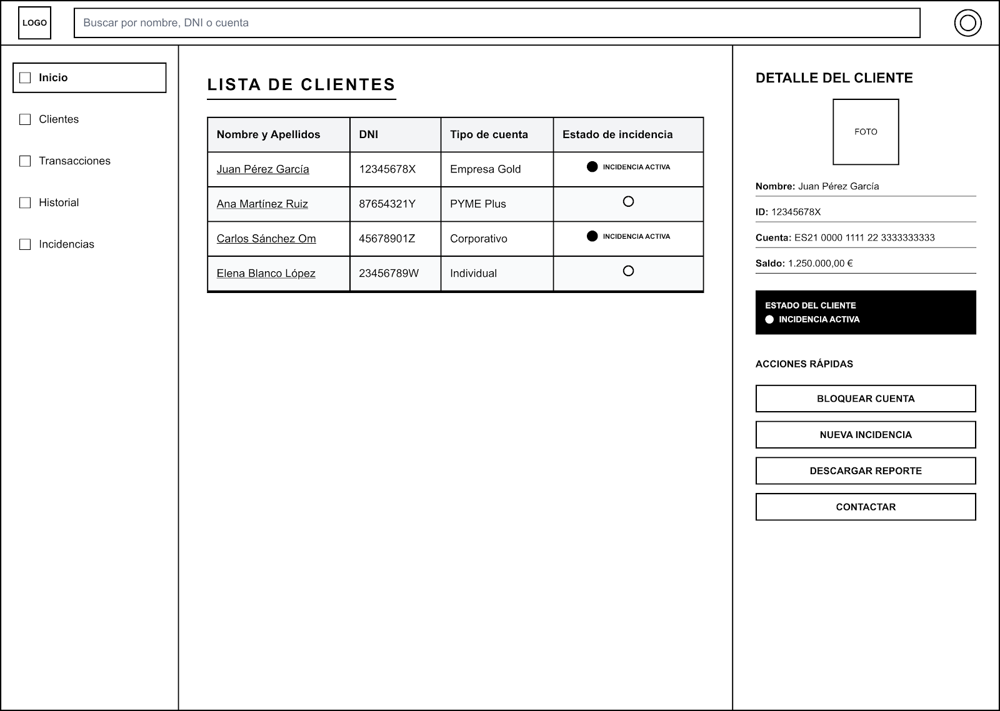 LOGO
Buscar por nombre, DNI o cuenta
Inicio
Clientes
Transacciones
Historial
Incidencias
LISTA DE CLIENTES
Nombre y Apellidos DNI Tipo de cuenta Estado de incidencia
Juan Pérez García 12345678X Empresa Gold INCIDENCIA ACTIVA
Ana Martínez Ruiz 87654321Y PYME Plus
Carlos Sánchez Om 45678901Z Corporativo INCIDENCIA ACTIVA
Elena Blanco López 23456789W Individual
DETALLE DEL CLIENTE
FOTO
Nombre: Juan Pérez García
ID: 12345678X
Cuenta: ES21 0000 1111 22 3333333333
Saldo: 1.250.000,00 €
ESTADO DEL CLIENTE
INCIDENCIA ACTIVA
ACCIONES RÁPIDAS
BLOQUEAR CUENTA
NUEVA INCIDENCIA
DESCARGAR REPORTE
CONTACTAR